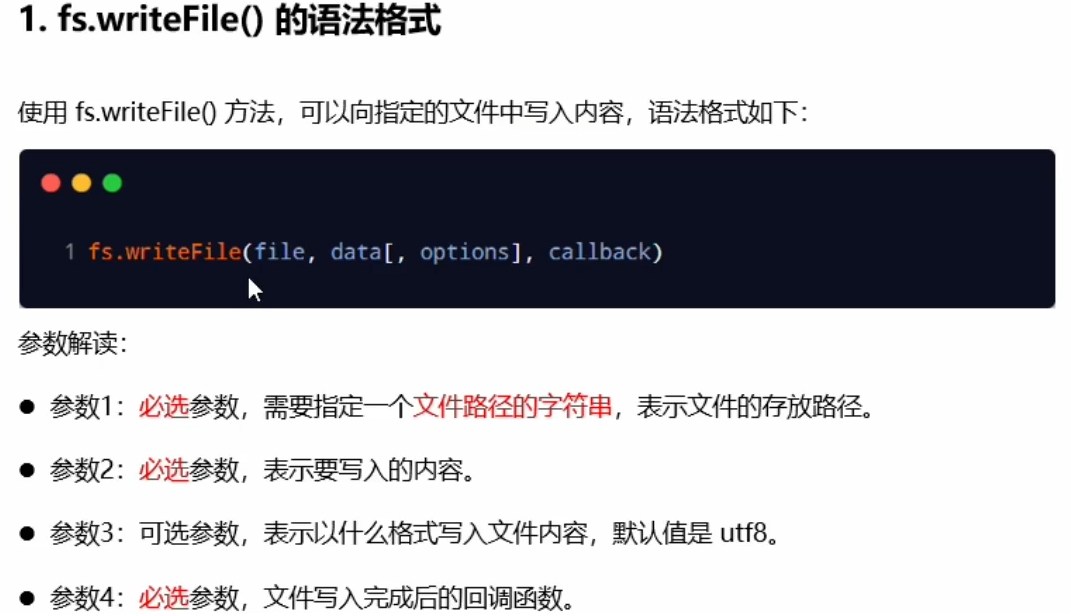 1. fs.writeFile() 的语法格式
使用 fs.writeFile() 方法，可以向指定的文件中写入内容，语法格式如下：
1 fs.writeFile(file, data[, options], callback)
参数解读：
● 参数1：必选参数，需要指定一个文件路径的字符串，表示文件的存放路径。
● 参数2：必选参数，表示要写入的内容。
● 参数3：可选参数，表示以什么格式写入文件内容，默认值是 utf8。
● 参数4：必选参数，文件写入完成后的回调函数。